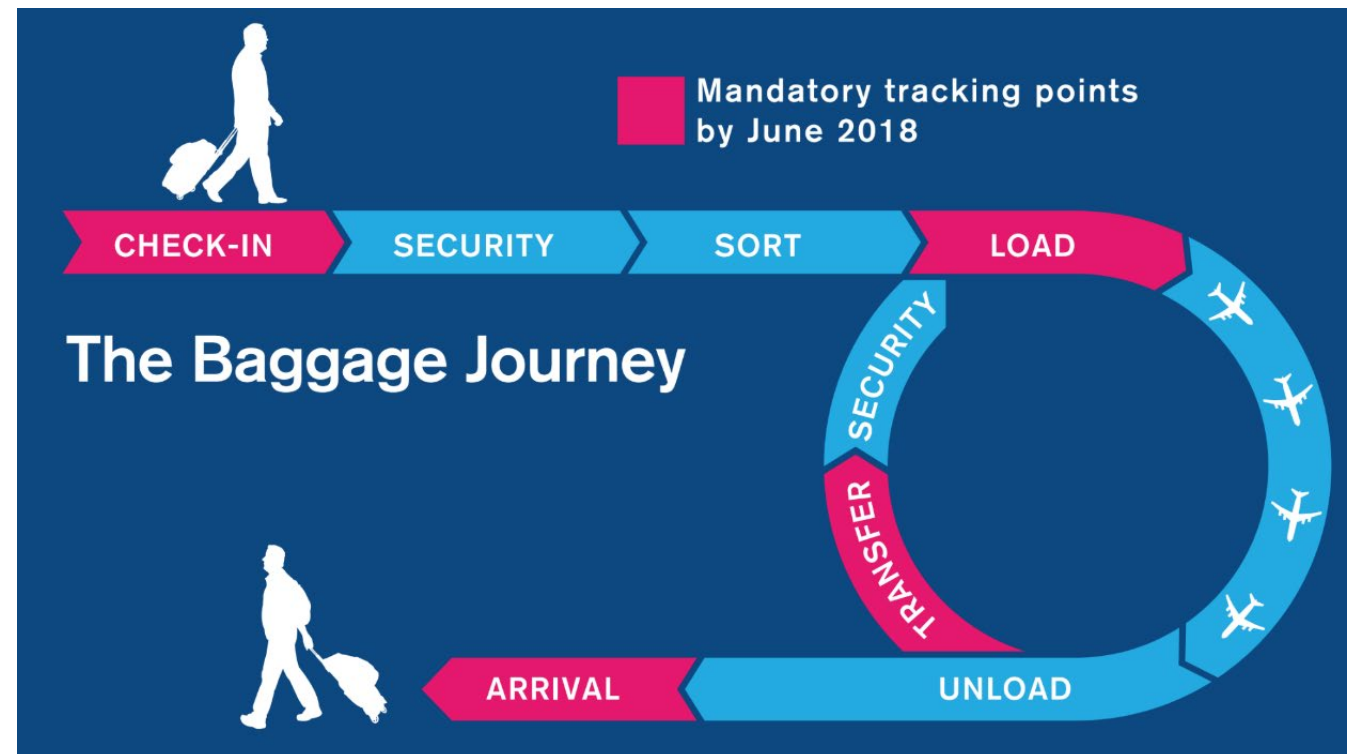 Mandatory tracking points
by June 2018
CHECK-IN
SECURITY
SORT
LOAD
The Baggage Journey
SECURITY
TRANSFER
ARRIVAL
UNLOAD